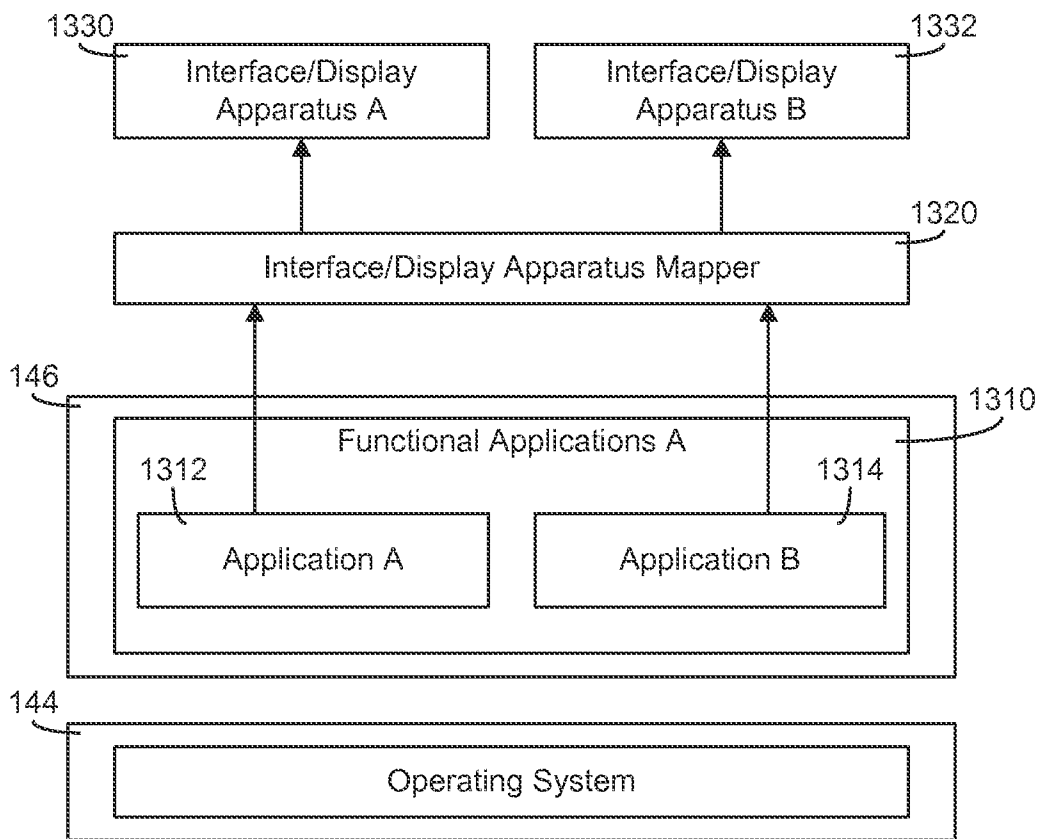 1330
1332
Interface/Display
Apparatus A
Interface/Display
Apparatus B
1320
Interface/Display Apparatus Mapper
146
1310
Functional Applications A
1312
1314
Application A
Application B
144
Operating System